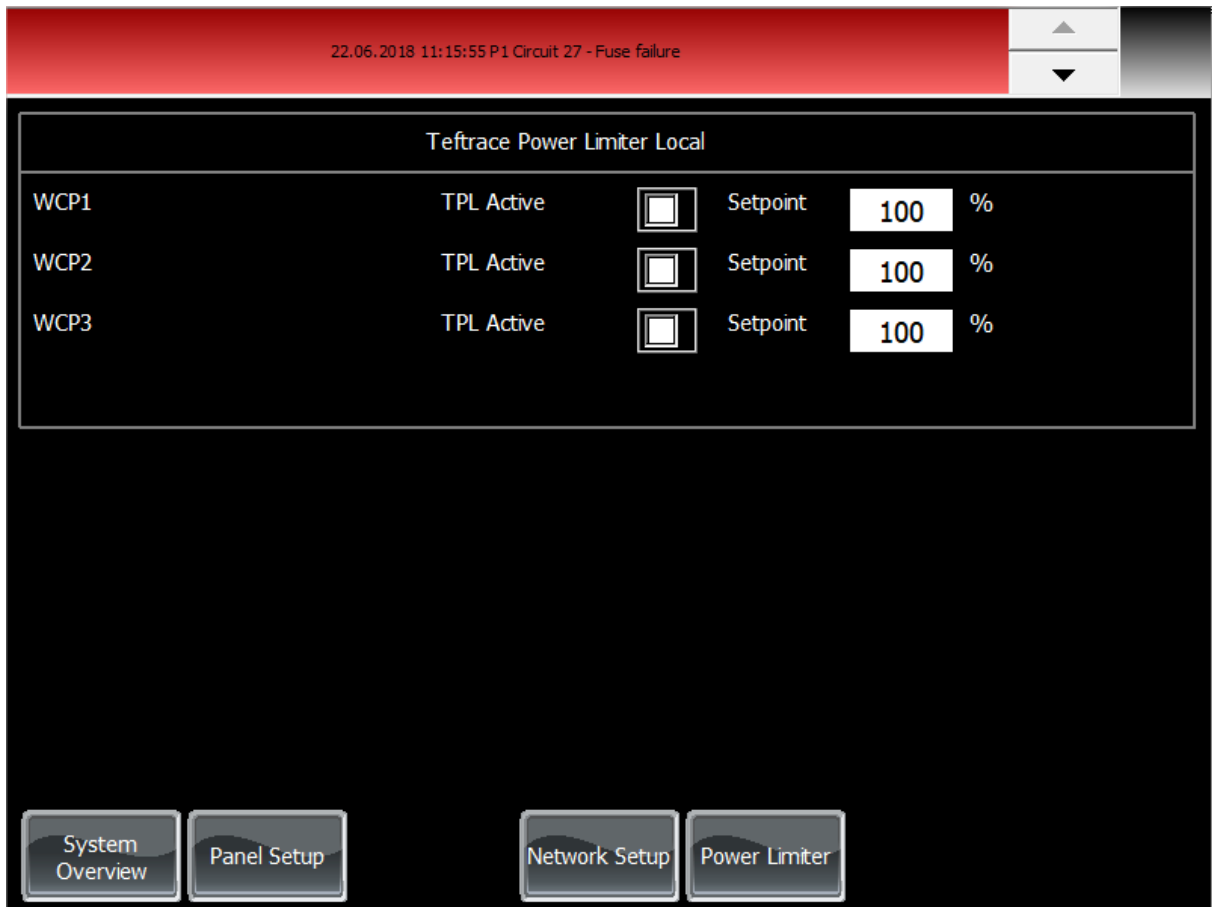 22.06.2018 11:15:55 P1 Circuit 27 - Fuse failure
Teftrace Power Limiter Local
WCP1 TPL Active Setpoint 100 %
WCP2 TPL Active Setpoint 100 %
WCP3 TPL Active Setpoint 100 %
System
Overview
Panel Setup
Network Setup
Power Limiter